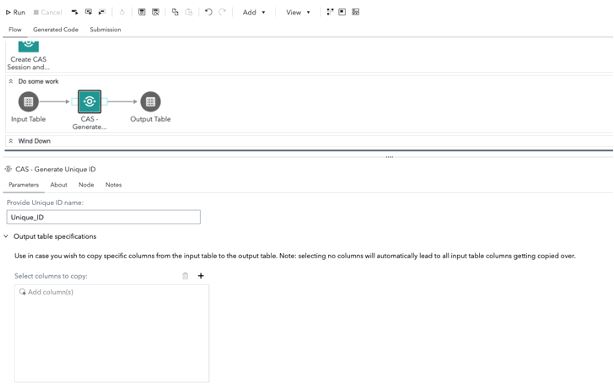 Run Cancel Add View
Flow Generated Code Submission
Create CAS
Session and...
Do some work
Input Table CAS - Output Table
Generate...
Wind Down
CAS - Generate Unique ID
Parameters About Node Notes
Provide Unique ID name:
Unique_ID
Output table specifications
Use in case you wish to copy specific columns from the input table to the output table. Note: selecting no columns will automatically lead to all input table columns getting copied over.
Select columns to copy:
Add column(s)